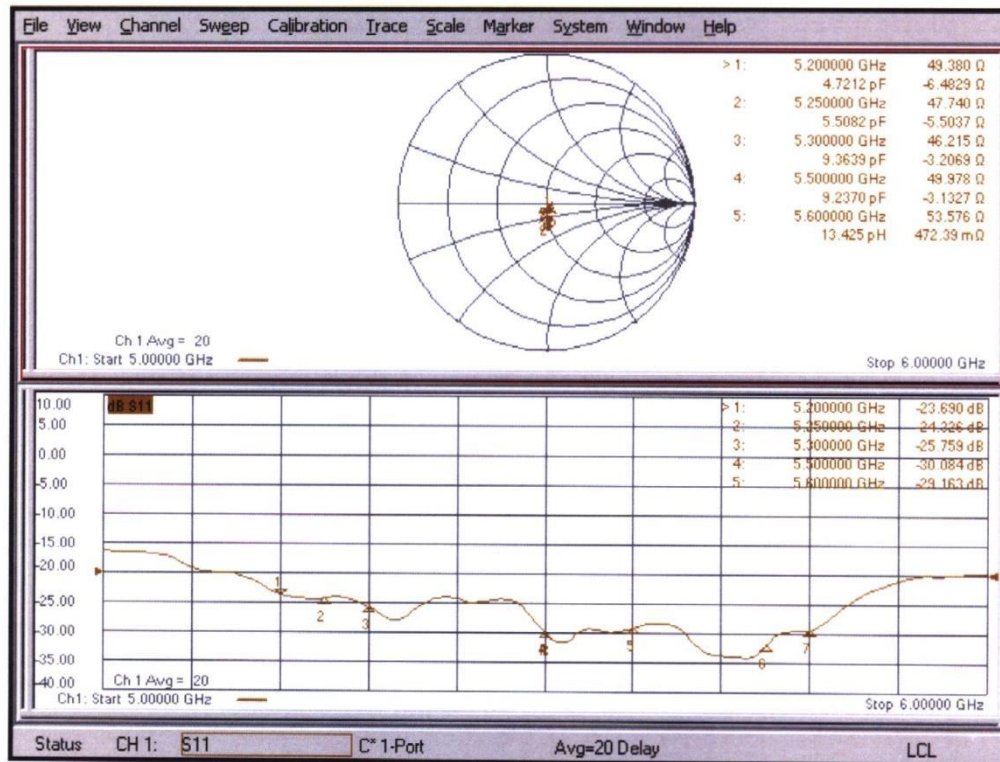 File View Channel Sweep Calibration Trace Scale Marker System Window Help
> 1: 5.200000 GHz 49.380 Ω
4.7212 pF -6.4829 Ω
2: 5.250000 GHz 47.740 Ω
5.5082 pF -5.5037 Ω
3: 5.300000 GHz 46.215 Ω
9.3639 pF -3.2069 Ω
4: 5.500000 GHz 49.978 Ω
9.2370 pF -3.1327 Ω
5: 5.600000 GHz 53.576 Ω
13.425 pH 472.39 mΩ
Ch 1 Avg = 20
Ch1: Start 5.00000 GHz
Stop 6.00000 GHz
dB S11
10.00
5.00
0.00
-5.00
-10.00
-15.00
-20.00
-25.00
-30.00
-35.00
-40.00
> 1: 5.200000 GHz -23.690 dB
2: 5.250000 GHz -24.326 dB
3: 5.300000 GHz -25.759 dB
4: 5.500000 GHz -30.084 dB
5: 5.600000 GHz -29.163 dB
1
2
3
5
6
7
Ch 1 Avg = 20
Ch1: Start 5.00000 GHz
Stop 6.00000 GHz
Status CH 1: S11 C* 1-Port Avg=20 Delay LCL